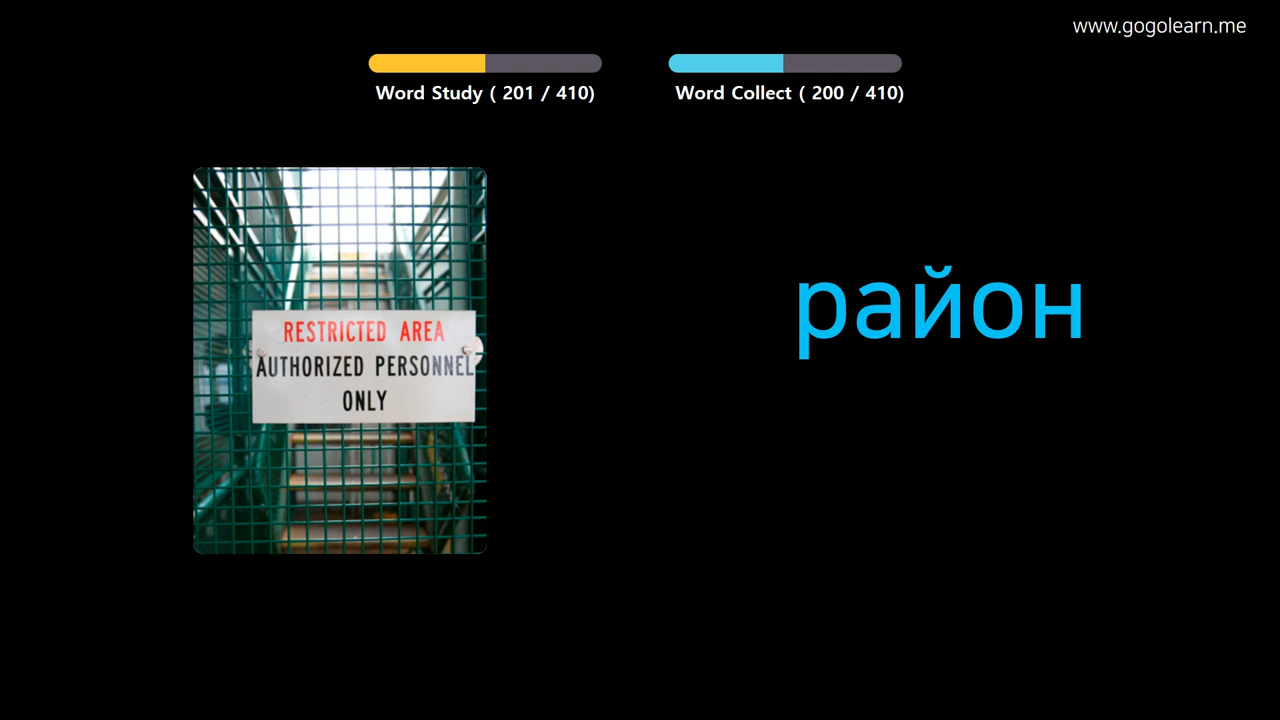 www.gogolearn.me
Word Study ( 201 / 410)
Word Collect ( 200 / 410)
RESTRICTED AREA
AUTHORIZED PERSONNEL
ONLY
район